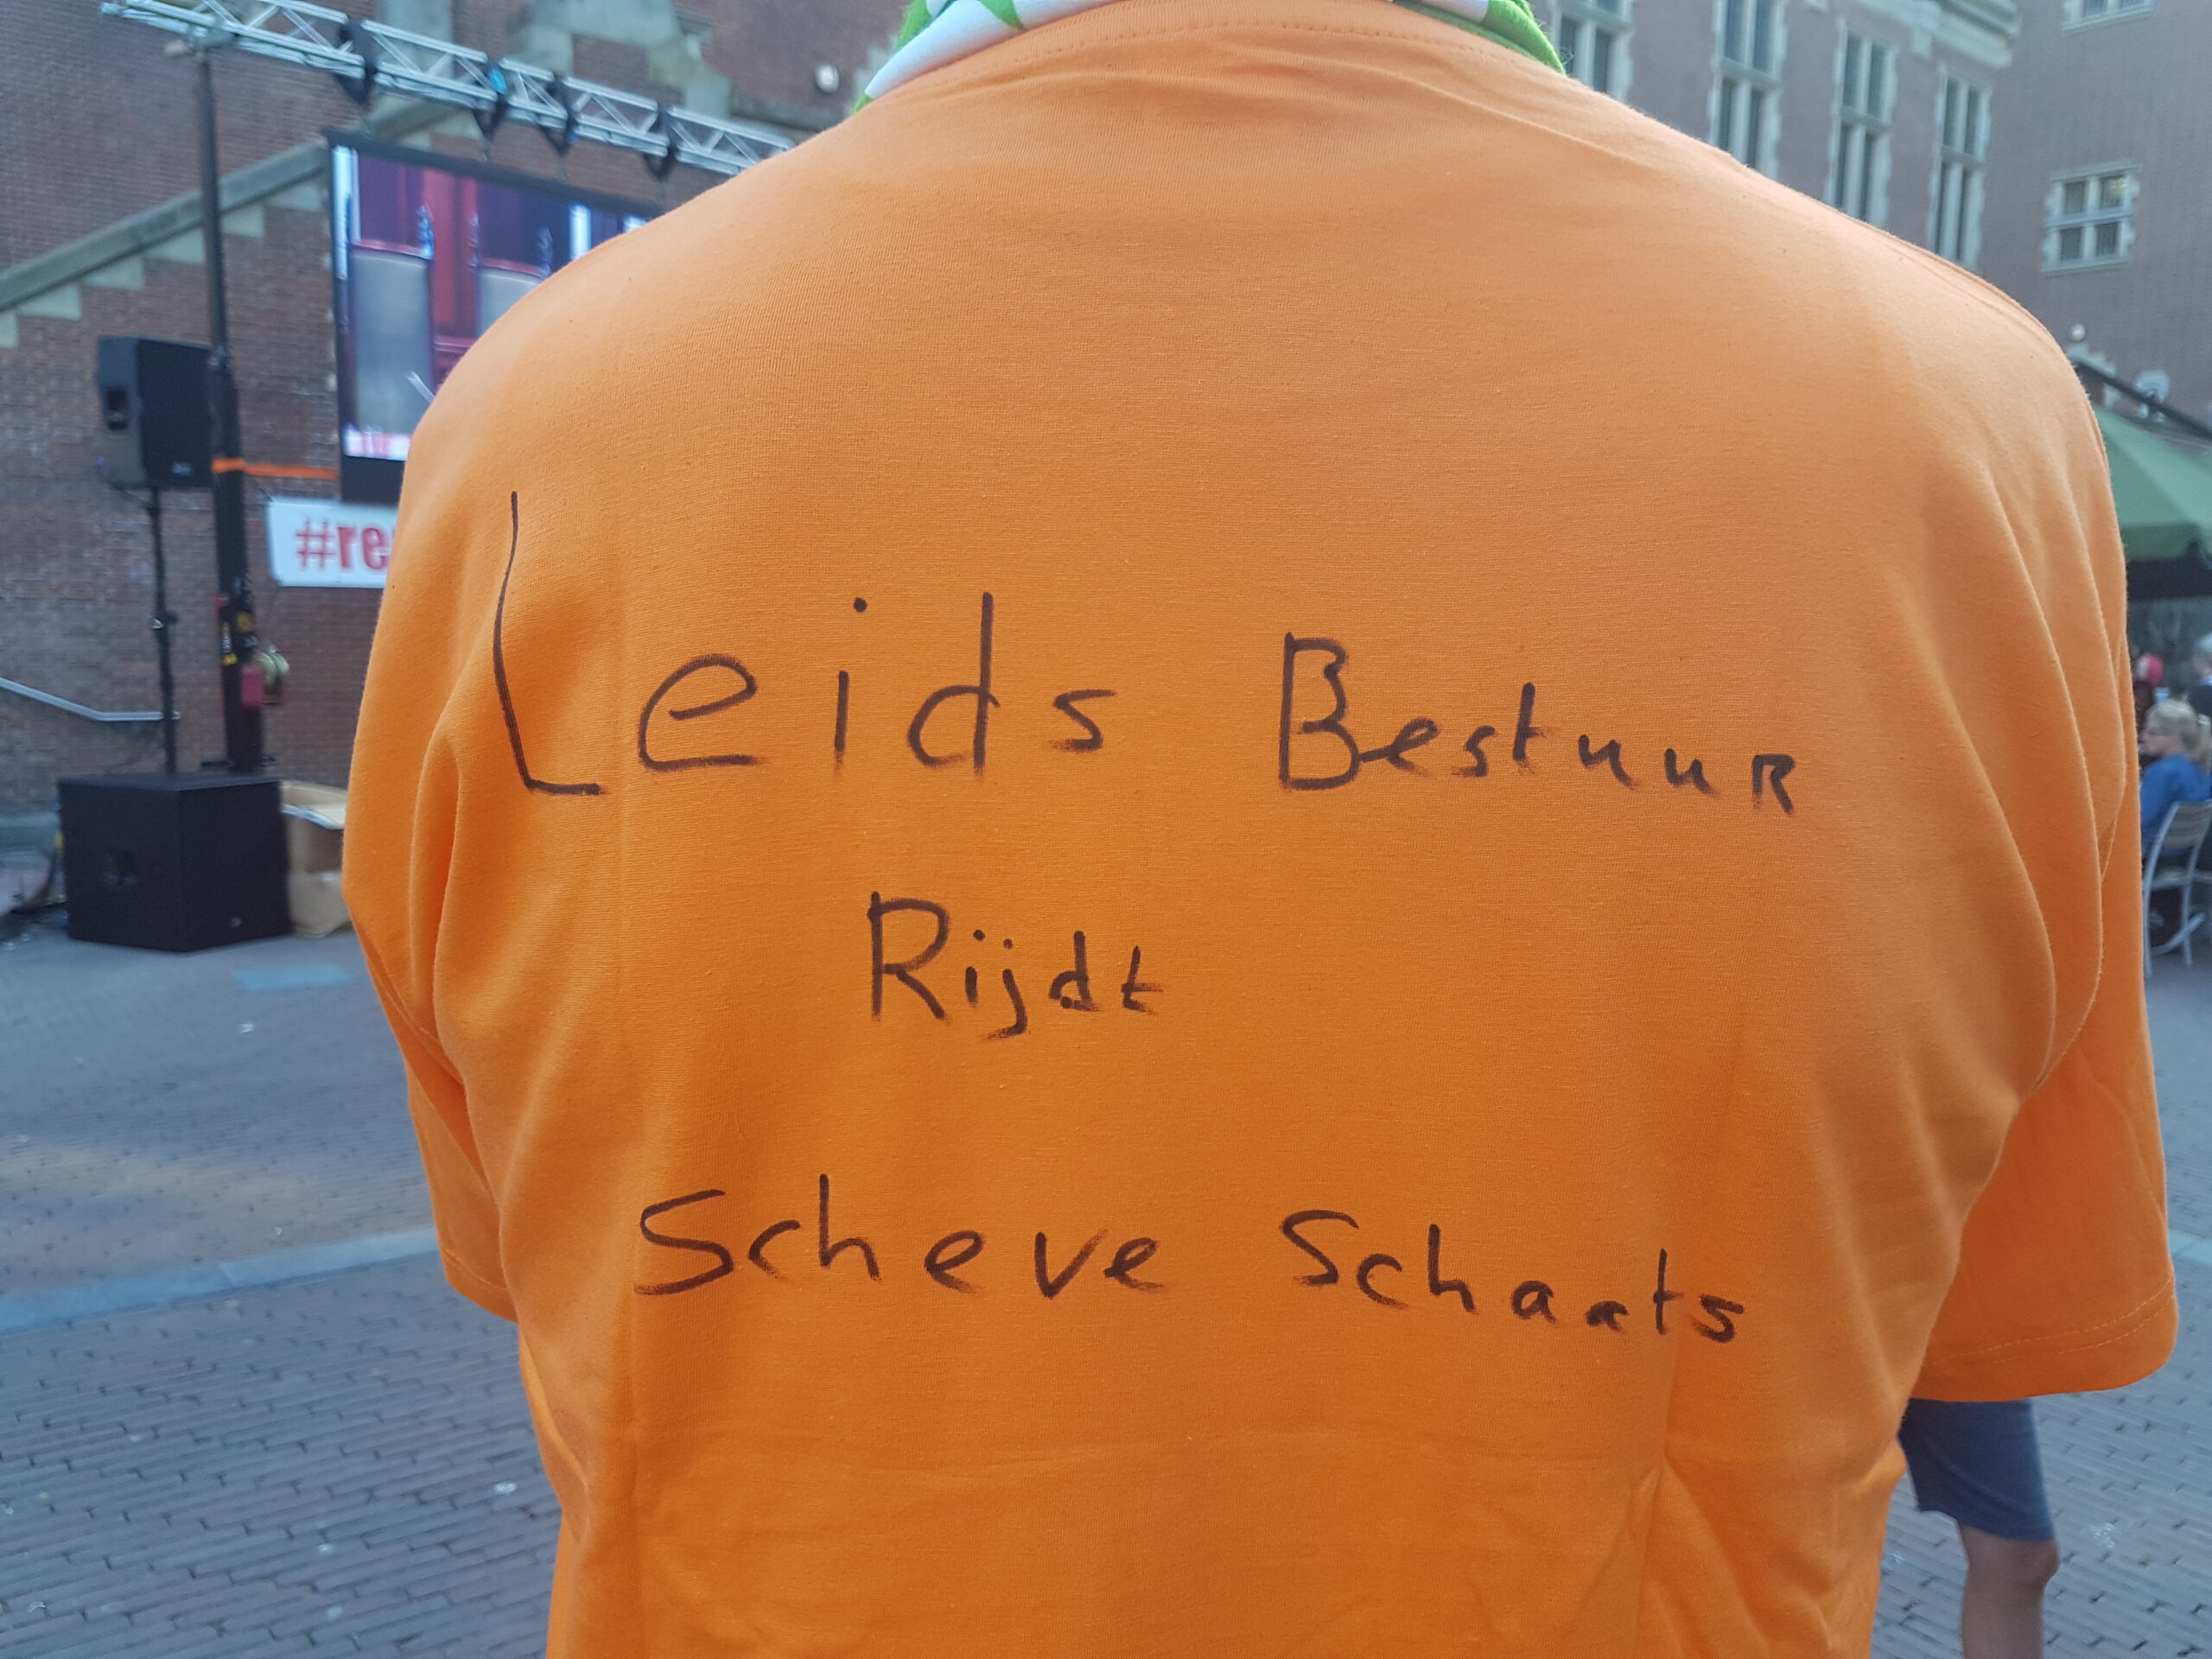 #re
Leids Bestuur
Rijdt
Scheve Schaats